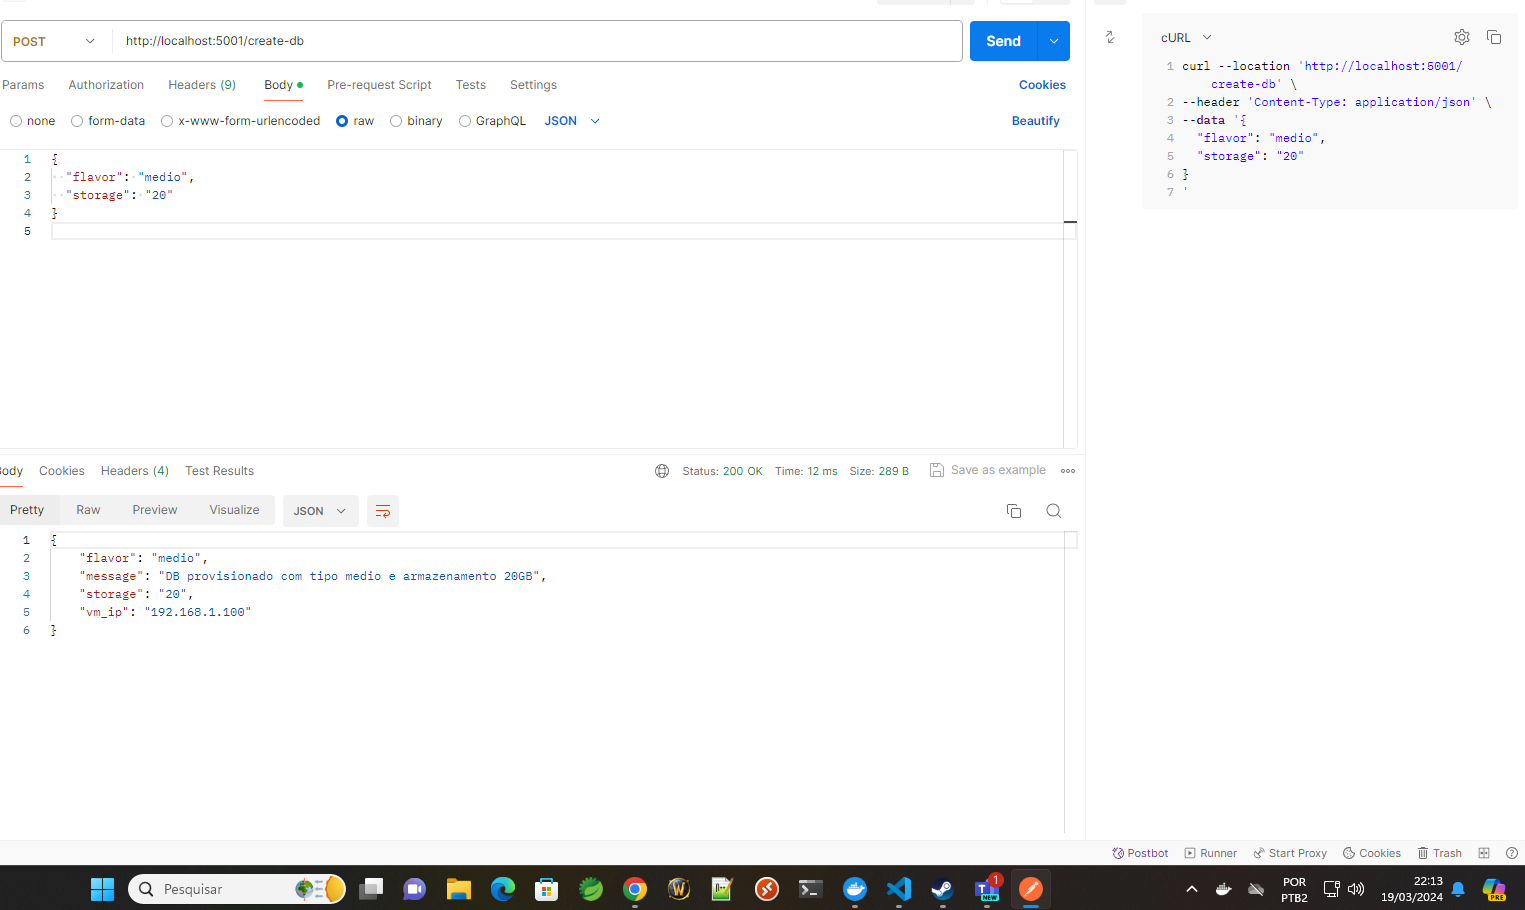 POST
http://localhost:5001/create-db
Send
cURL
Params Authorization Headers (9) Body Pre-request Script Tests Settings Cookies
none form-data x-www-form-urlencoded raw binary GraphQL JSON Beautify
1 {
2 "flavor": "medio",
3 "storage": "20"
4 }
5
1 curl --location 'http://localhost:5001/
create-db' \
2 --header 'Content-Type: application/json' \
3 --data '{
4 "flavor": "medio",
5 "storage": "20"
6 }
7 '
ody Cookies Headers (4) Test Results Status: 200 OK Time: 12 ms Size: 289 B Save as example
Pretty Raw Preview Visualize JSON
1 {
2 "flavor": "medio",
3 "message": "DB provisionado com tipo medio e armazenamento 20GB",
4 "storage": "20",
5 "vm_ip": "192.168.1.100"
6 }
Postbot Runner Start Proxy Cookies Trash
Pesquisar
1
NEW
POR
PTB2
22:13
19/03/2024
PRE